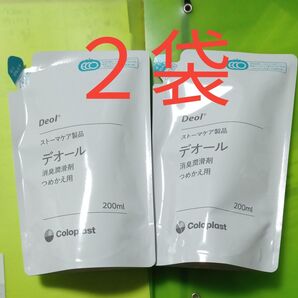 2袋
Deol®
ストーマケア製品
デオール
消臭潤滑剤
つめかえ用
200ml
Coloplast
Deol®
ストーマケア製品
デオール
消臭潤滑剤
つめかえ用
200ml
Coloplast